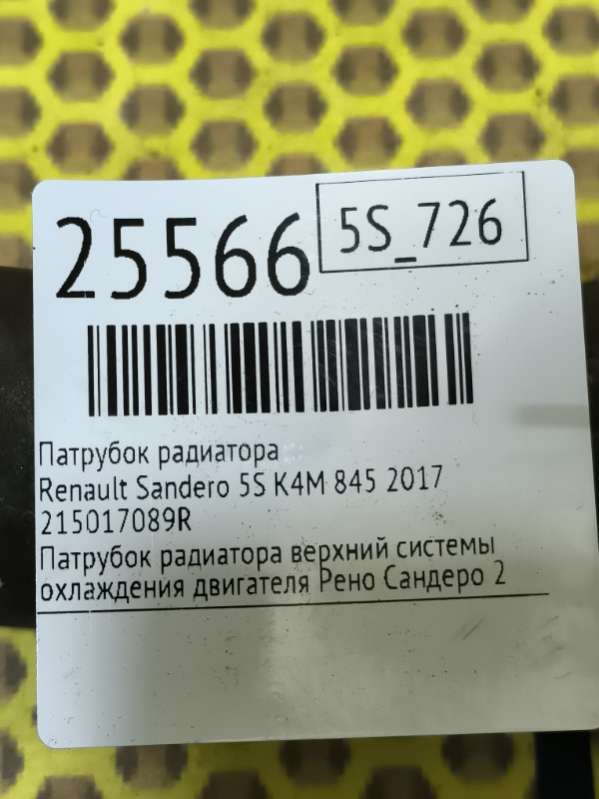 25566
5S_726
Патрубок радиатора
Renault Sandero 5S K4M 845 2017
215017089R
Патрубок радиатора верхний системы
охлаждения двигателя Рено Сандеро 2